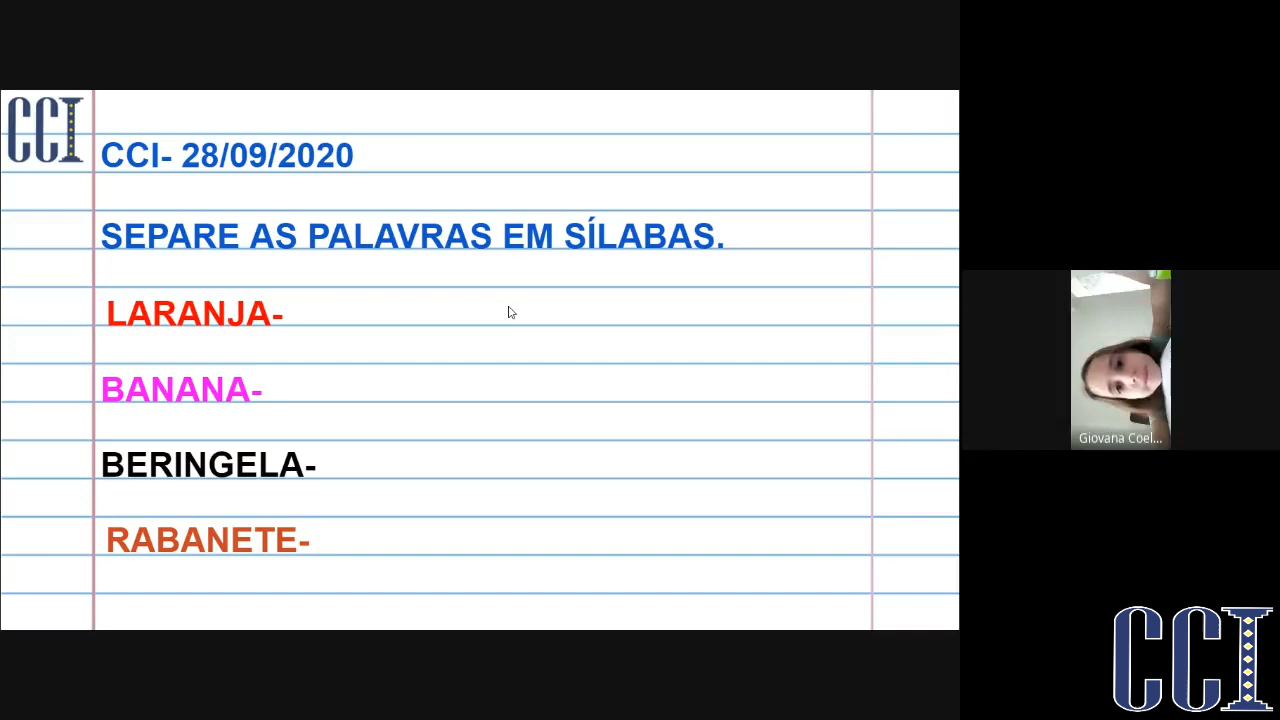 CCI
CCI- 28/09/2020
SEPARE AS PALAVRAS EM SÍLABAS.
LARANJA-
BANANA-
BERINGELA-
RABANETE-
Giovana Coel...
CCI